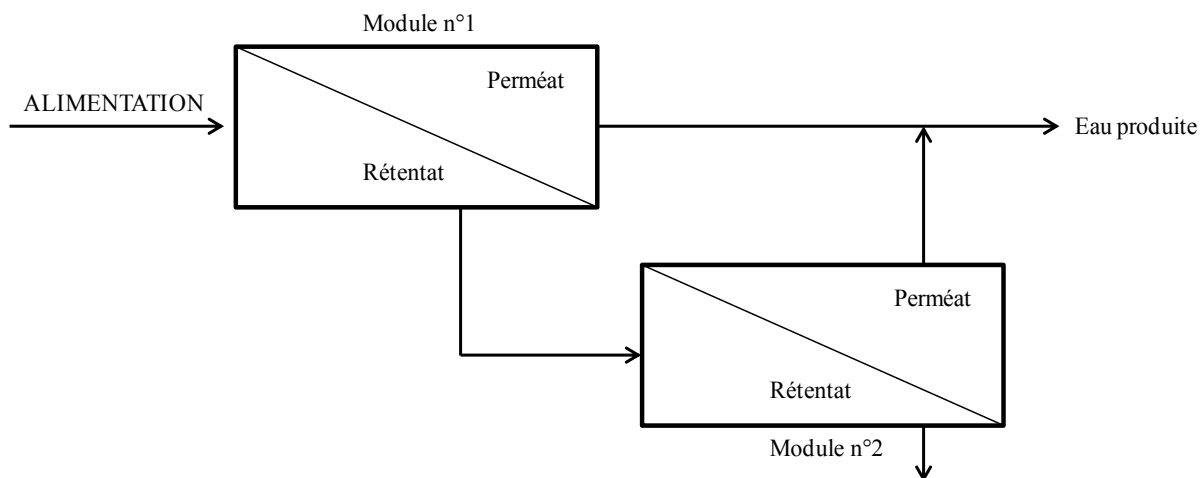 Module n°1
Perméat
ALIMENTATION
Eau produite
Rétentat
Perméat
Rétentat
Module n°2